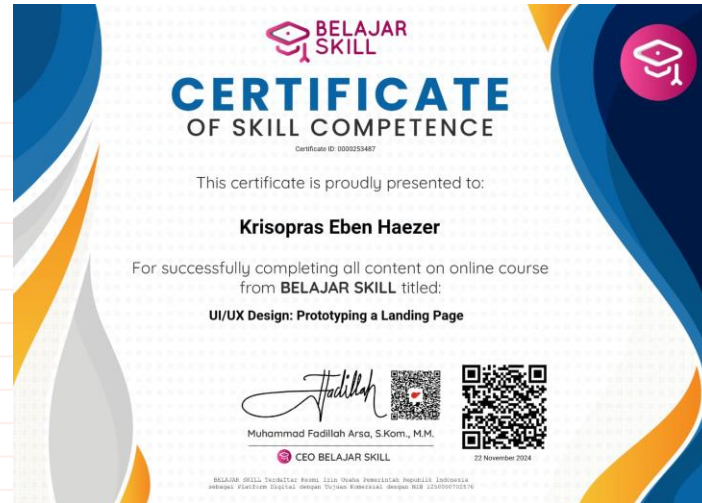 BELAJAR
SKILL
CERTIFICATE
OF SKILL COMPETENCE
Certificate ID: 0000253487
This certificate is proudly presented to:
Krisopras Eben Haezer
For successfully completing all content on online course
from BELAJAR SKILL titled:
UI/UX Design: Prototyping a Landing Page
Hadillah
Muhammad Fadillah Arsa, S.Kom., M.M.
CEO BELAJAR SKILL
22 November 2024
BELAJAR SKILL Terdaftar Resmi Izin Usaha Pemerintah Republik Indonesia
sebagai Platform Digital dengan Tujuan Komersial dengan NIB